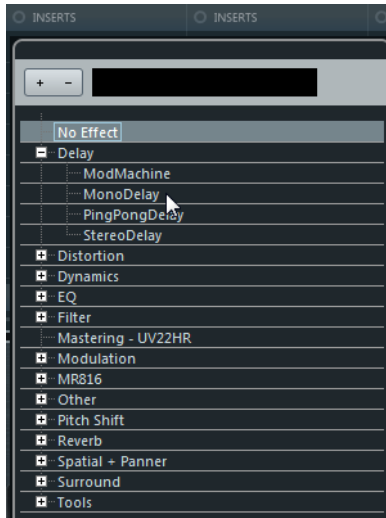 INSERTS INSERTS
+ -
No Effect
Delay
ModMachine
MonoDelay
PingPongDelay
StereoDelay
Distortion
Dynamics
EQ
Filter
Mastering - UV22HR
Modulation
MR816
Other
Pitch Shift
Reverb
Spatial + Panner
Surround
Tools